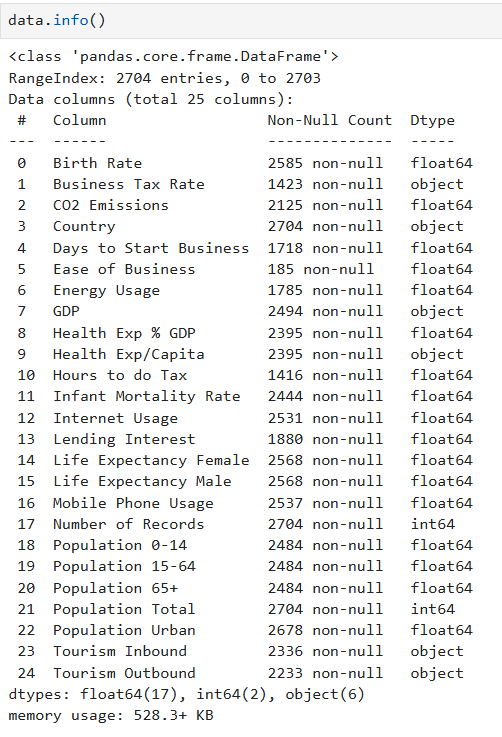 data.info()
<class 'pandas.core.frame.DataFrame'>
RangeIndex: 2704 entries, 0 to 2703
Data columns (total 25 columns):
 #   Column                  Non-Null Count  Dtype
---  ------                  --------------  -----
 0   Birth Rate              2585 non-null   float64
 1   Business Tax Rate       1423 non-null   object
 2   CO2 Emissions           2125 non-null   float64
 3   Country                 2704 non-null   object
 4   Days to Start Business  1718 non-null   float64
 5   Ease of Business        185 non-null    float64
 6   Energy Usage            1785 non-null   float64
 7   GDP                     2494 non-null   object
 8   Health Exp % GDP        2395 non-null   float64
 9   Health Exp/Capita       2395 non-null   object
 10  Hours to do Tax         1416 non-null   float64
 11  Infant Mortality Rate   2444 non-null   float64
 12  Internet Usage          2531 non-null   float64
 13  Lending Interest        1880 non-null   float64
 14  Life Expectancy Female  2568 non-null   float64
 15  Life Expectancy Male    2568 non-null   float64
 16  Mobile Phone Usage      2537 non-null   float64
 17  Number of Records       2704 non-null   int64
 18  Population 0-14         2484 non-null   float64
 19  Population 15-64        2484 non-null   float64
 20  Population 65+          2484 non-null   float64
 21  Population Total        2704 non-null   int64
 22  Population Urban        2678 non-null   float64
 23  Tourism Inbound         2336 non-null   object
 24  Tourism Outbound        2233 non-null   object
dtypes: float64(17), int64(2), object(6)
memory usage: 528.3+ KB